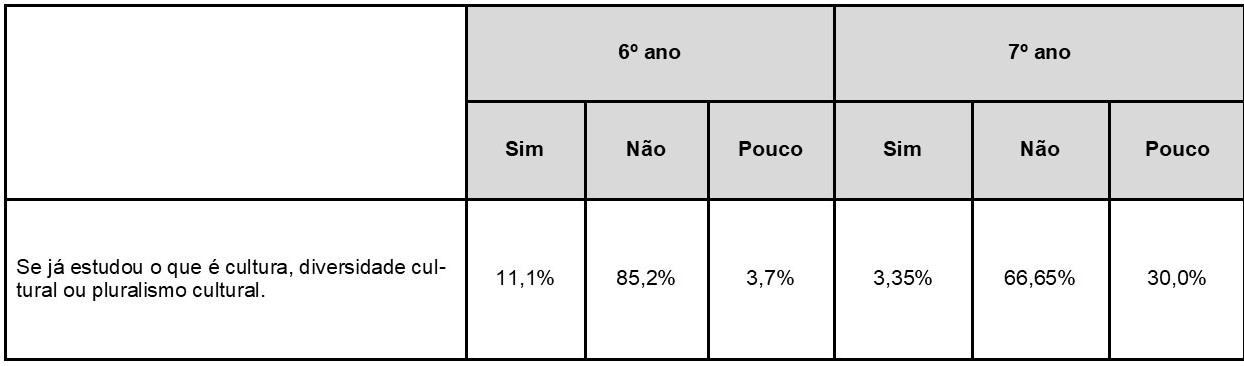 6º ano 7º ano
Sim Não Pouco Sim Não Pouco
Se já estudou o que é cultura, diversidade cul-
tural ou pluralismo cultural.
11,1% 85,2% 3,7% 3,35% 66,65% 30,0%